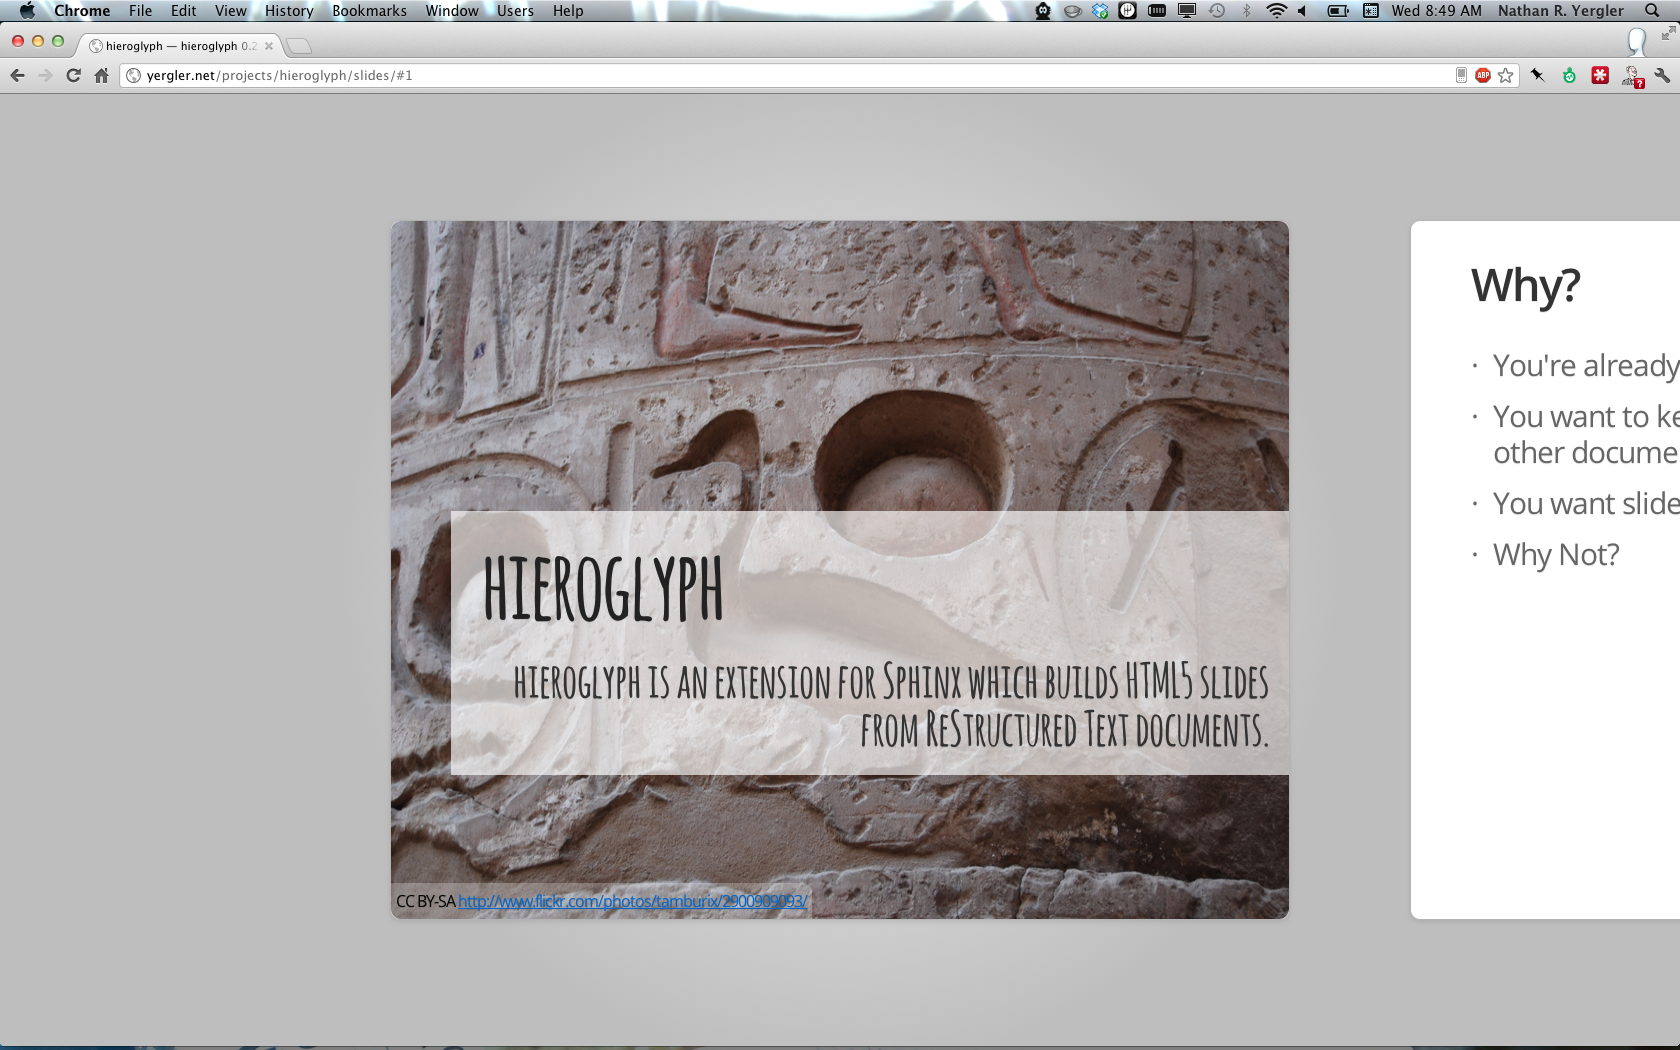 Chrome File Edit View History Bookmarks Window Users Help Wed 8:49 AM Nathan R. Yergler
hieroglyph — hieroglyph 0.2
yergler.net/projects/hieroglyph/slides/#1
ABP
HIEROGLYPH
HIEROGLYPH IS AN EXTENSION FOR SPHINX WHICH BUILDS HTML5 SLIDES
FROM RESTRUCTURED TEXT DOCUMENTS.
CC BY-SA http://www.flickr.com/photos/tamburix/2900909093/
Why?
· You're already
· You want to ke
other docume
· You want slide
· Why Not?